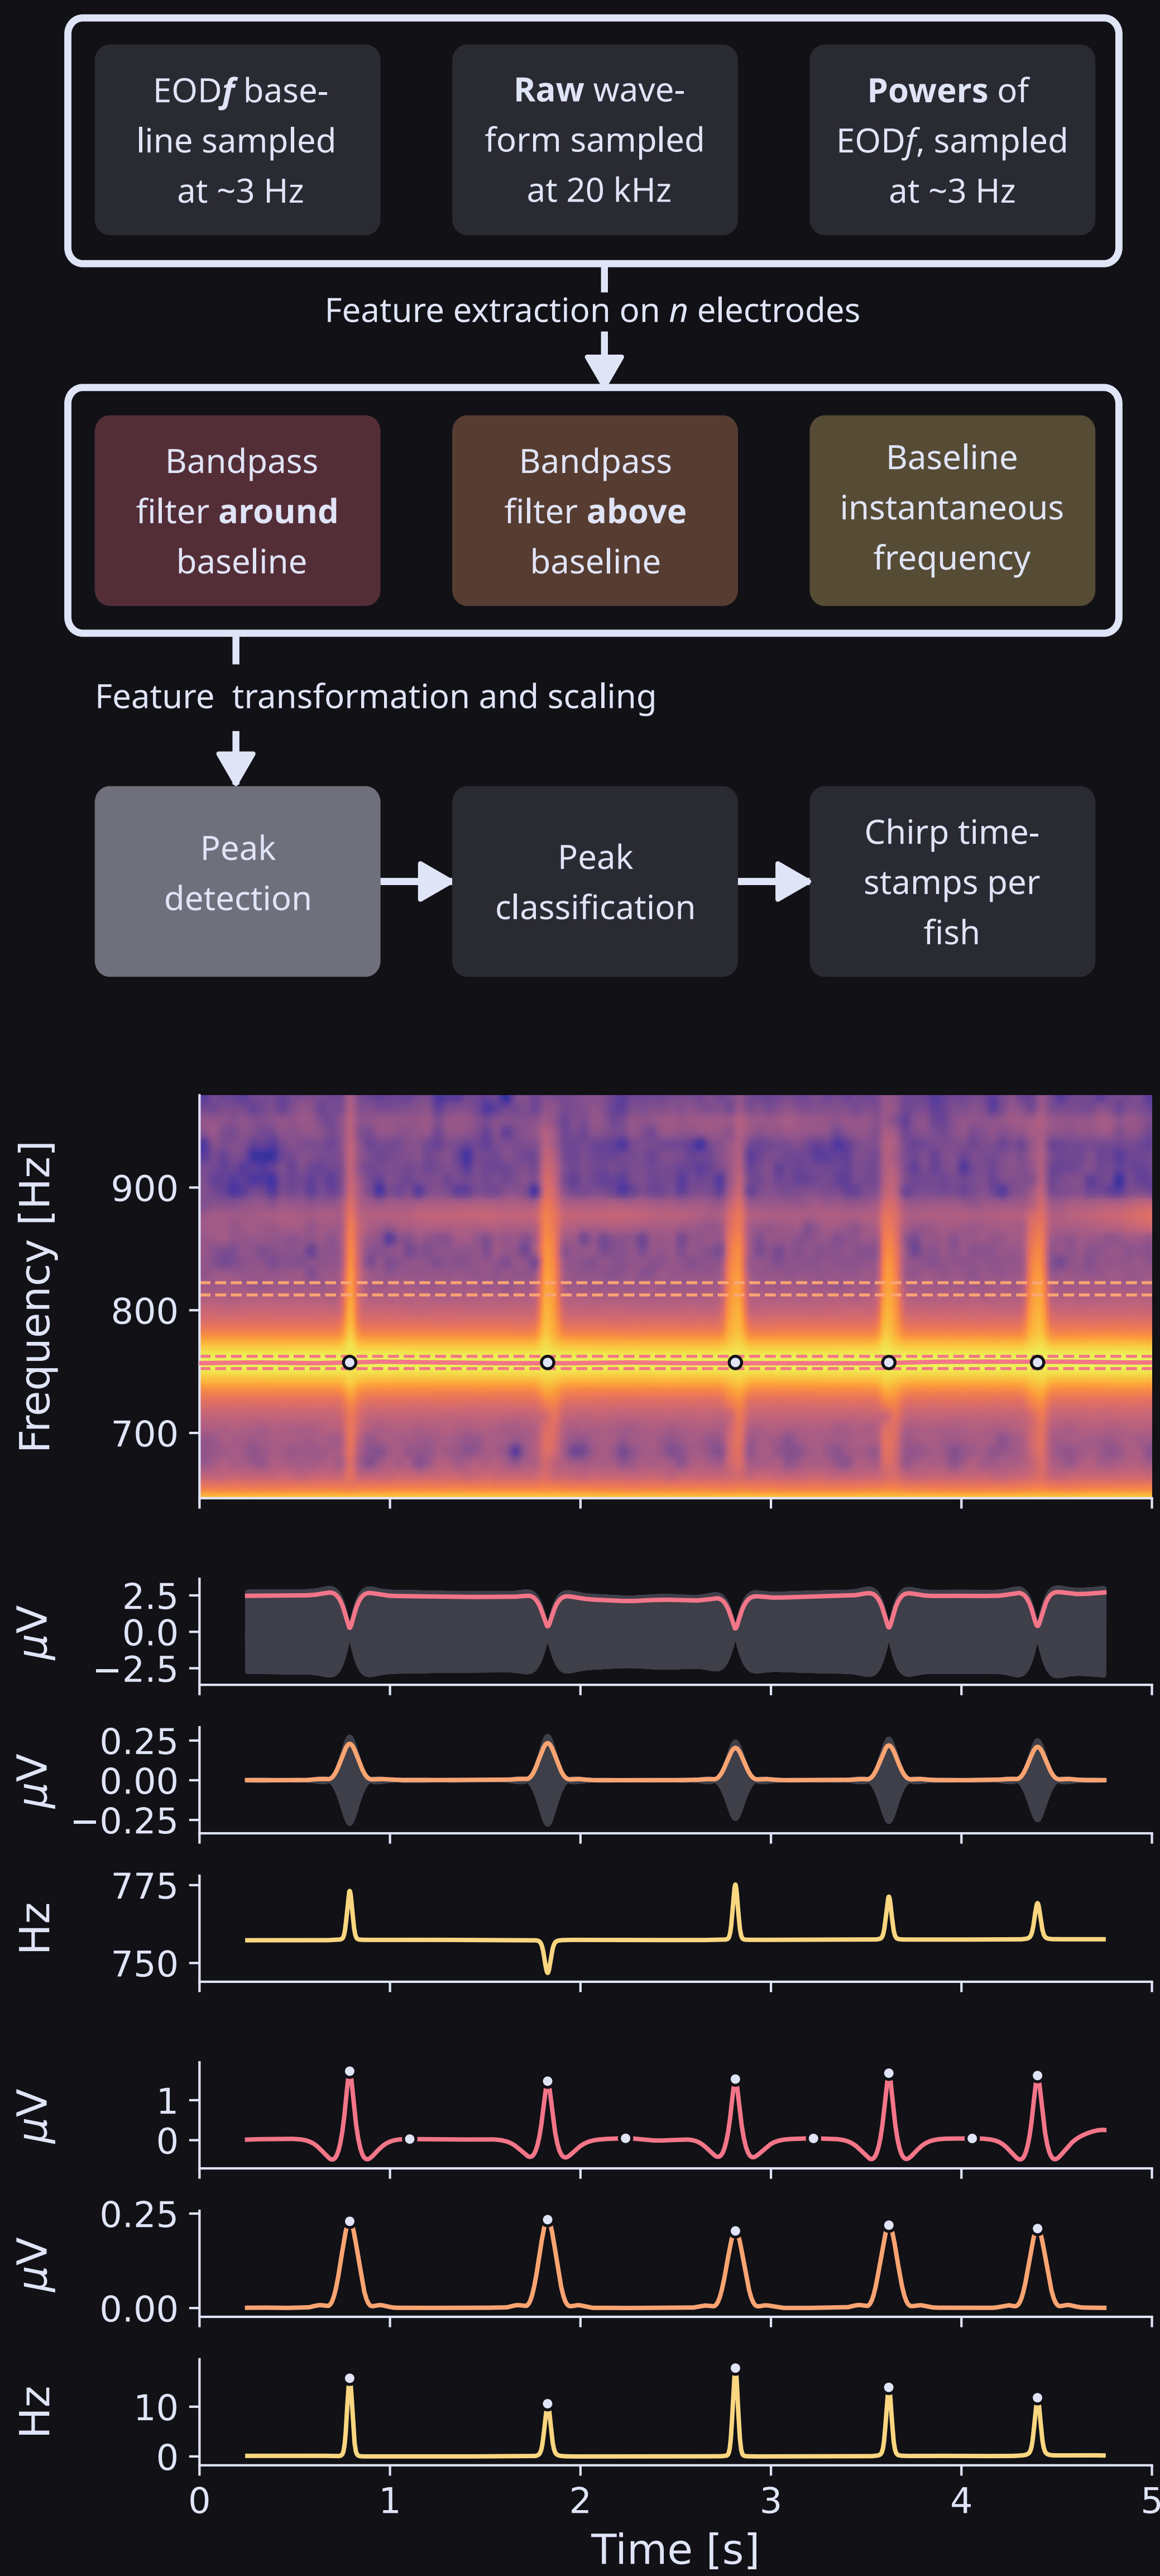 EODf base-
line sampled
at ~3 Hz
Raw wave-
form sampled
at 20 kHz
Powers of
EODf, sampled
at ~3 Hz
Feature extraction on n electrodes
Bandpass
filter around
baseline
Bandpass
filter above
baseline
Baseline
instantaneous
frequency
Feature  transformation and scaling
Peak
detection
Peak
classification
Chirp time-
stamps per
fish
Frequency [Hz]
900
800
700
µV
2.5
0.0
−2.5
µV
0.25
0.00
−0.25
Hz
775
750
µV
1
0
µV
0.25
0.00
Hz
10
0
0 1 2 3 4 5
Time [s]